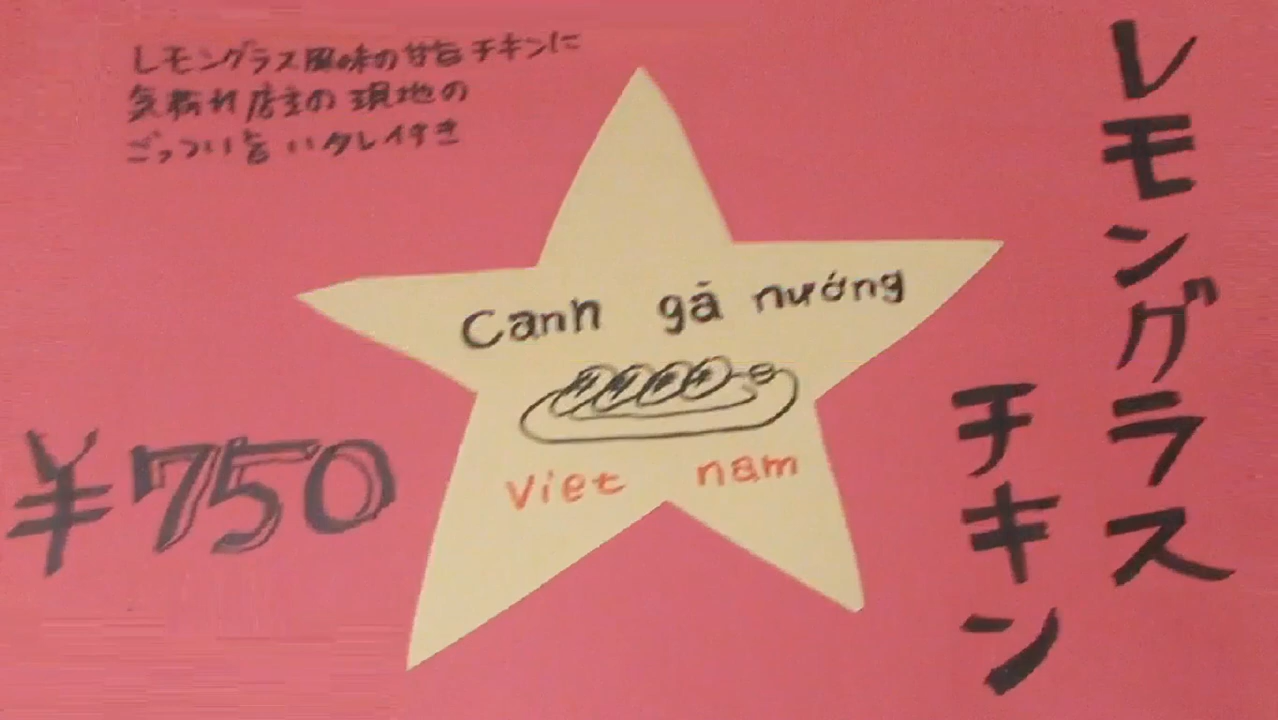 レモングラス風味の甘旨チキンに
気紛れ店主の現地の
ごっつい旨いタレ付き
レモングラス
チキン
Canh gà nướng
Viet nam
¥750